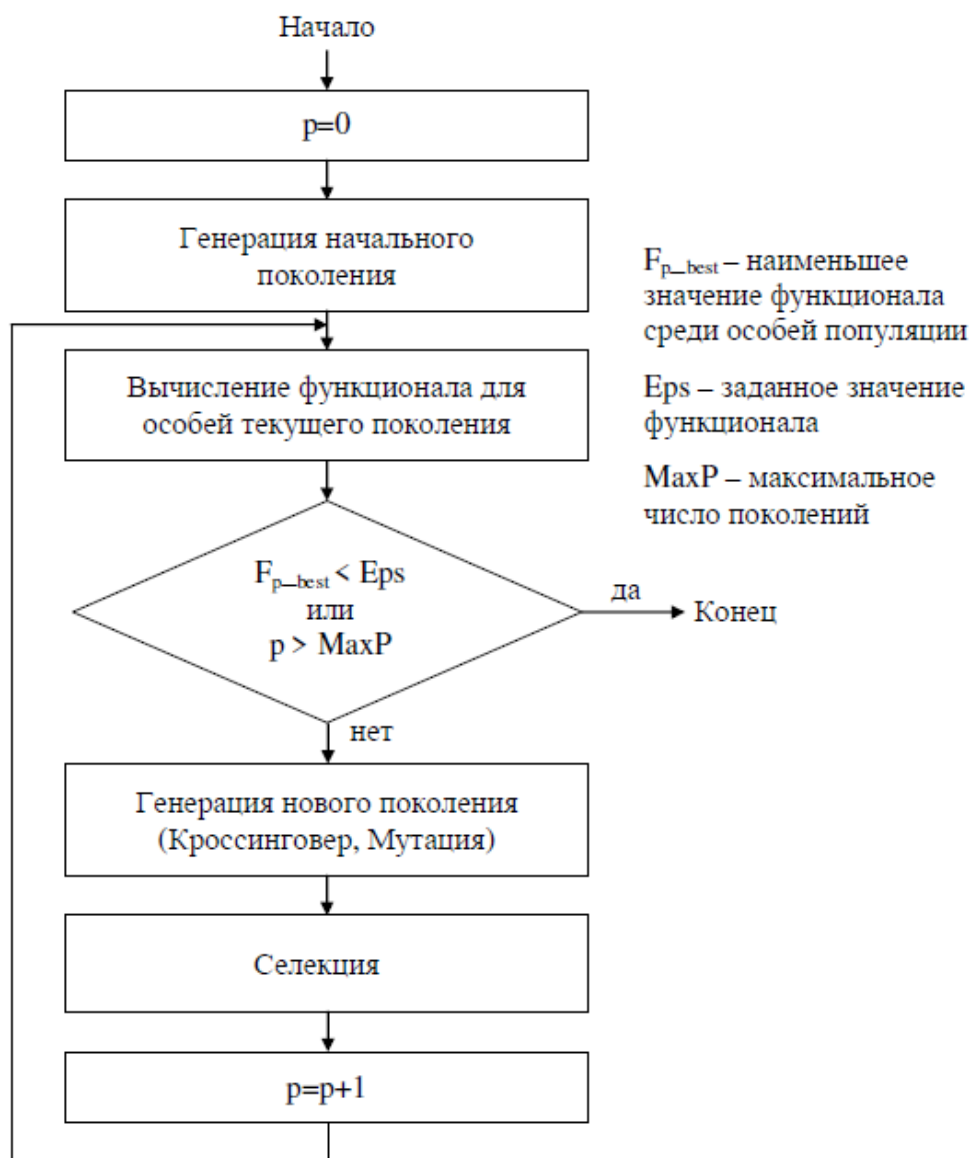 Начало
p=0
Генерация начального
поколения
Вычисление функционала для
особей текущего поколения
F_p_best < Eps
или
p > MaxP
да
Конец
нет
Генерация нового поколения
(Кроссинговер, Мутация)
Селекция
p=p+1
F_p_best – наименьшее
значение функционала
среди особей популяции
Eps – заданное значение
функционала
MaxP – максимальное
число поколений